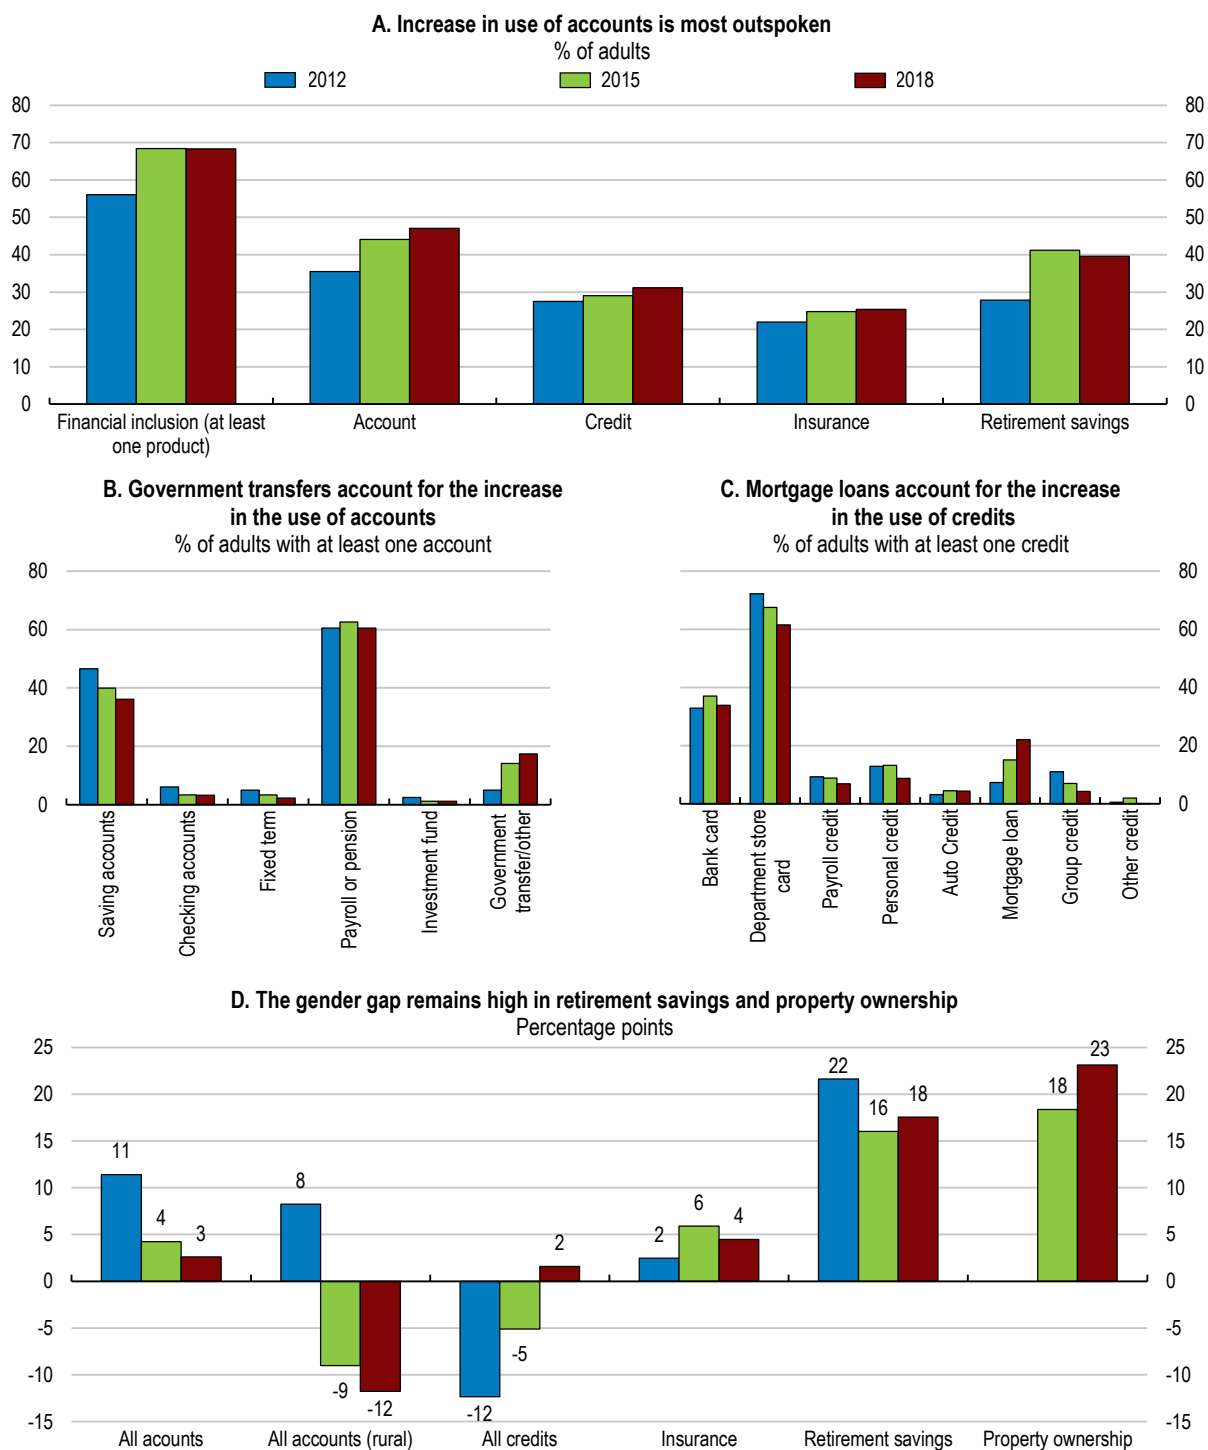 A. Increase in use of accounts is most outspoken
% of adults
2012 2015 2018
80 80
70 70
60 60
50 50
40 40
30 30
20 20
10 10
0 0
Financial inclusion (at least one product)
Account
Credit
Insurance
Retirement savings
B. Government transfers account for the increase
in the use of accounts
% of adults with at least one account
80
60
40
20
0
Saving accounts
Checking accounts
Fixed term
Payroll or pension
Investment fund
Government
transfer/other
C. Mortgage loans account for the increase
in the use of credits
% of adults with at least one credit
80
60
40
20
0
Bank card
Department store
card
Payroll credit
Personal credit
Auto Credit
Mortgage loan
Group credit
Other credit
D. The gender gap remains high in retirement savings and property ownership
Percentage points
25 25
20 20
15 15
10 10
5 5
0 0
-5 -5
-10 -10
-15 -15
11 4 3
8 -9 -12
-12 -5 2
2 6 4
22 16 18
18 23
All acounts
All accounts (rural)
All credits
Insurance
Retirement savings
Property ownership